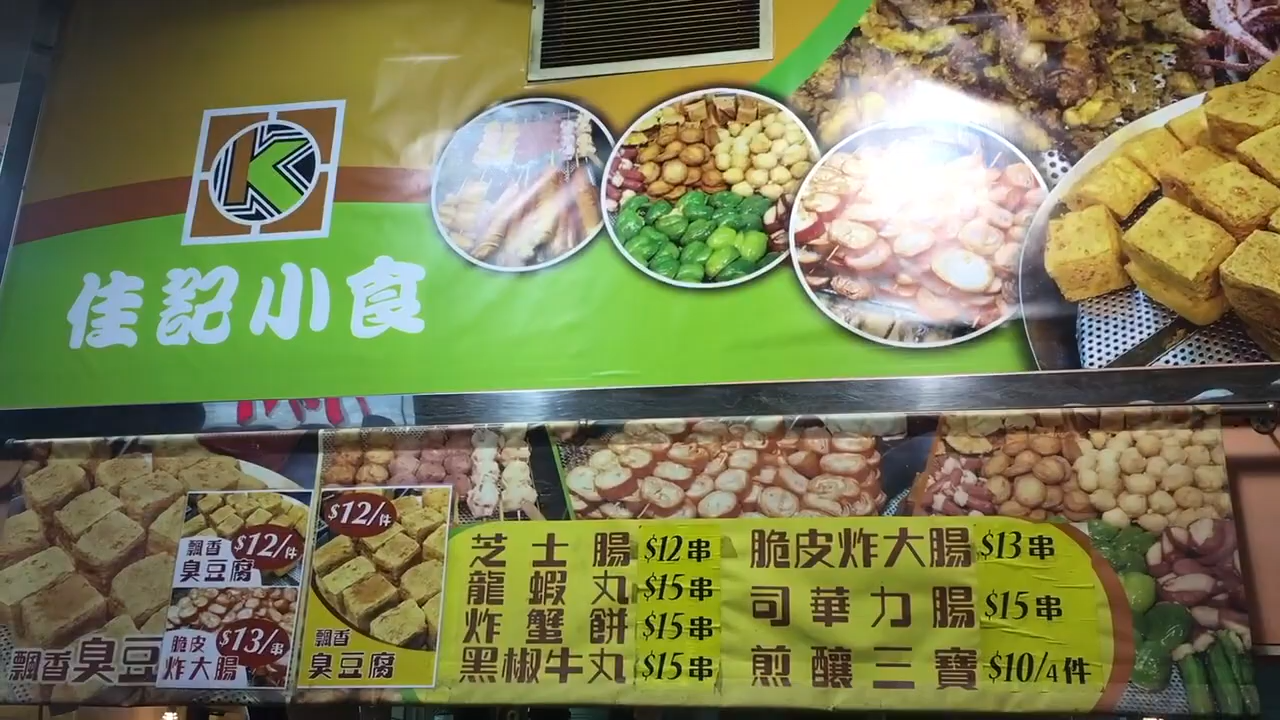 K
佳記小食
飄香臭豆
飄香
臭豆腐
$12/件
脆皮
炸大腸
$13/串
$12/件
飄香
臭豆腐
芝士腸 $12串
龍蝦丸 $15串
炸蟹餅 $15串
黑椒牛丸 $15串
脆皮炸大腸 $13串
司華力腸 $15串
煎釀三寶 $10/4件